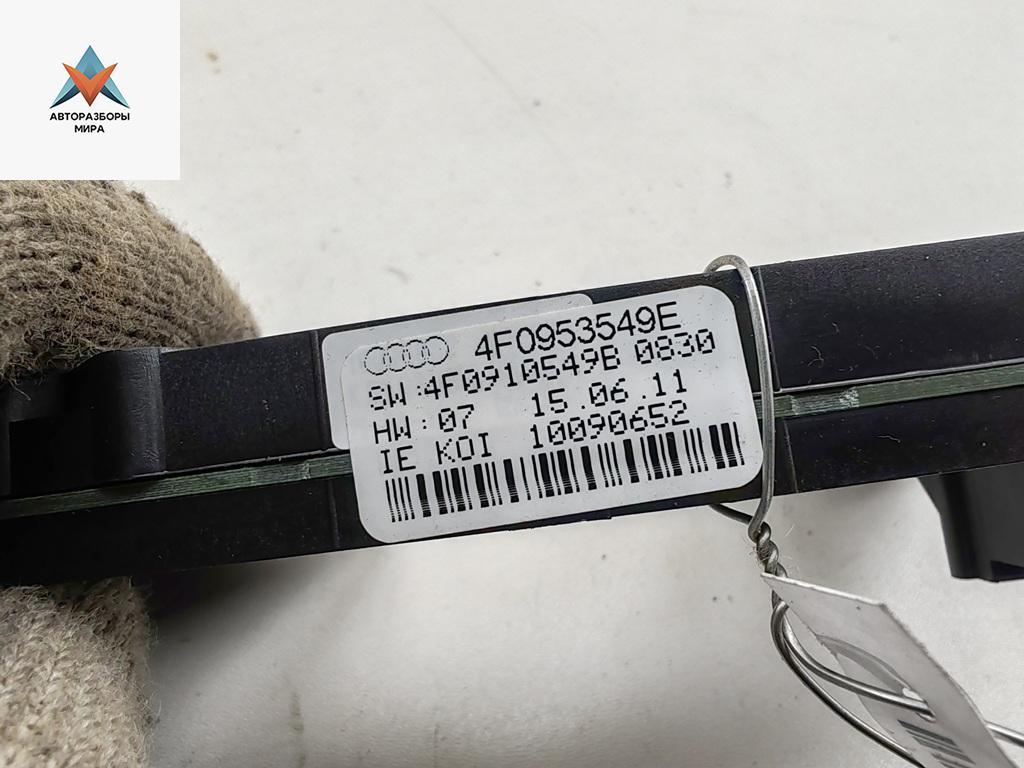 АВТОРАЗБОРЫ
МИРА
4F0953549E
SW:4F0910549B 0830
HW:07 15.06.11
IE KOI 10090652